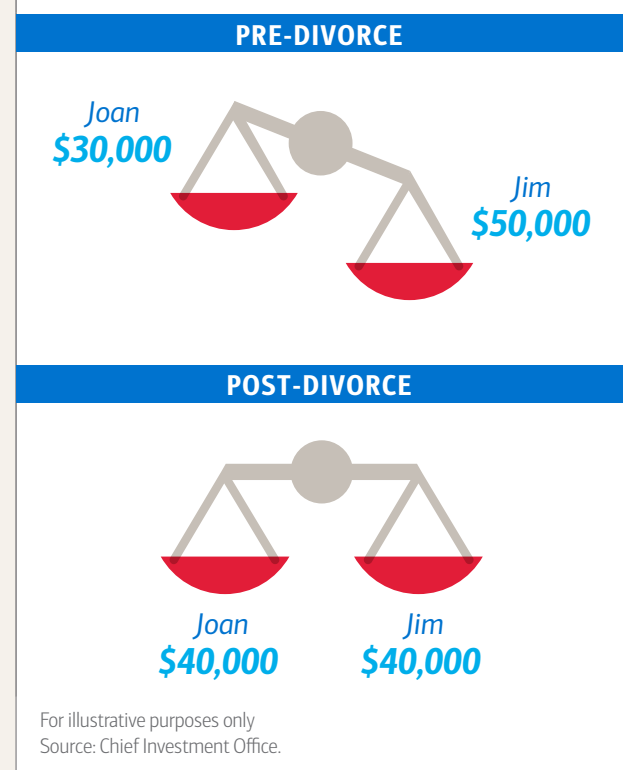 PRE-DIVORCE
Joan
$30,000
Jim
$50,000
POST-DIVORCE
Joan
$40,000
Jim
$40,000
For illustrative purposes only
Source: Chief Investment Office.